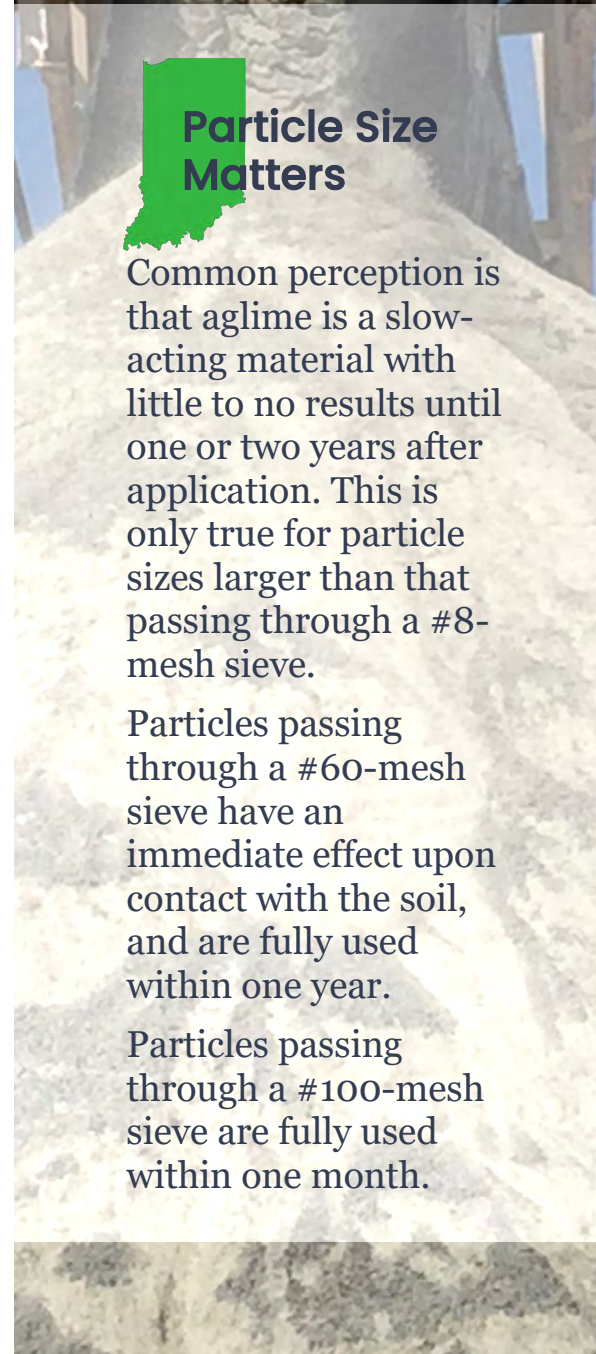 Particle Size
Matters
Common perception is
that aglime is a slow-
acting material with
little to no results until
one or two years after
application. This is
only true for particle
sizes larger than that
passing through a #8-
mesh sieve.
Particles passing
through a #60-mesh
sieve have an
immediate effect upon
contact with the soil,
and are fully used
within one year.
Particles passing
through a #100-mesh
sieve are fully used
within one month.